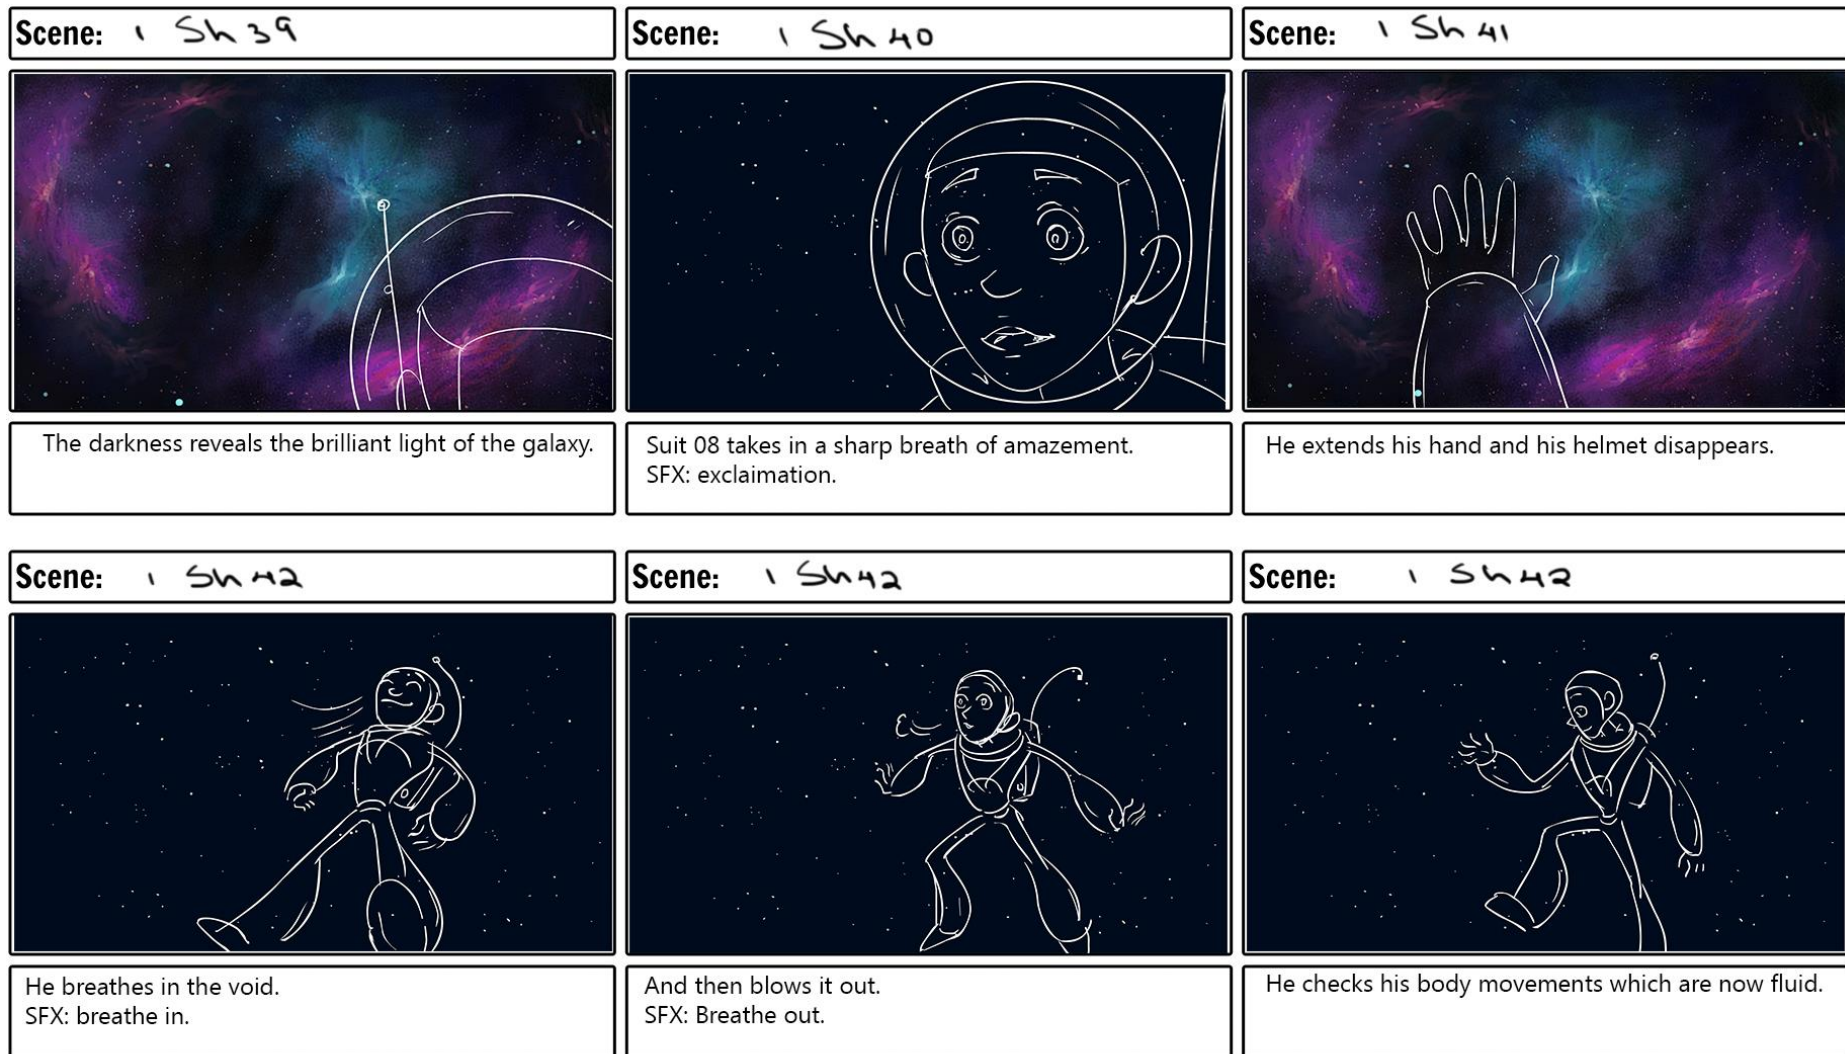 Scene: 1 Sh 39
Scene: 1 Sh 40
Scene: 1 Sh 41
The darkness reveals the brilliant light of the galaxy.
Suit 08 takes in a sharp breath of amazement.
SFX: exclaimation.
He extends his hand and his helmet disappears.
Scene: 1 Sh 42
Scene: 1 Sh 42
Scene: 1 Sh 42
He breathes in the void.
SFX: breathe in.
And then blows it out.
SFX: Breathe out.
He checks his body movements which are now fluid.